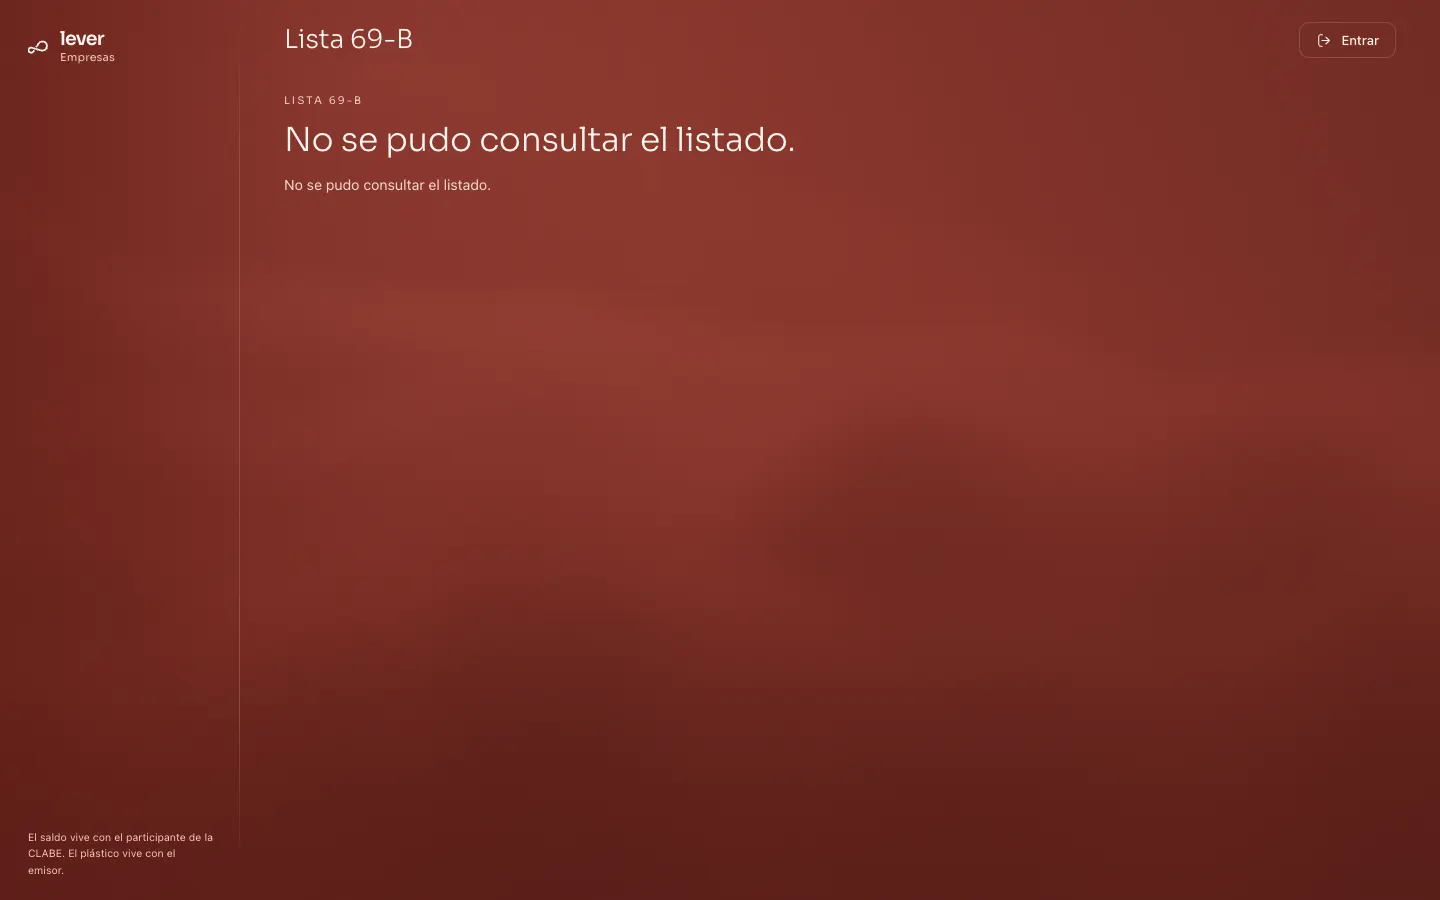 lever
Empresas
Lista 69-B
Entrar
LISTA 69-B
No se pudo consultar el listado.
No se pudo consultar el listado.
El saldo vive con el participante de la
CLABE. El plástico vive con el
emisor.